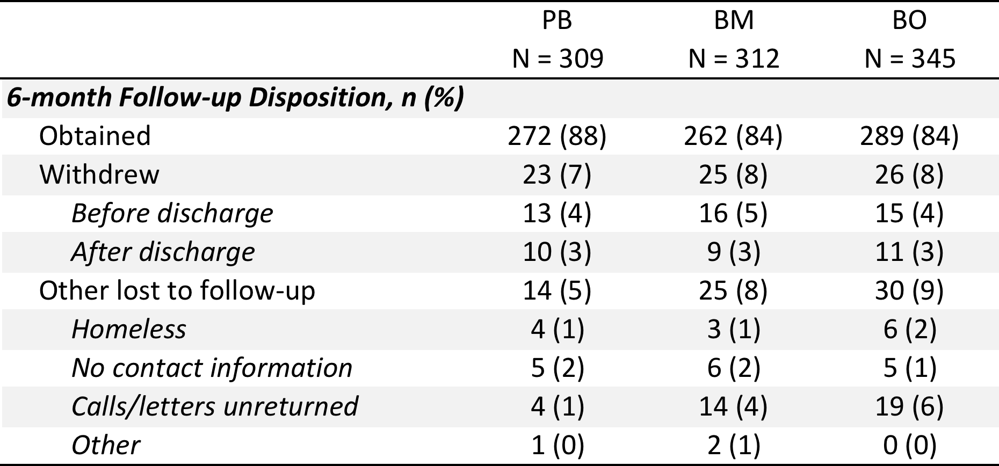 PB BM BO
N = 309 N = 312 N = 345
6-month Follow-up Disposition, n (%)
Obtained 272 (88) 262 (84) 289 (84)
Withdrew 23 (7) 25 (8) 26 (8)
Before discharge 13 (4) 16 (5) 15 (4)
After discharge 10 (3) 9 (3) 11 (3)
Other lost to follow-up 14 (5) 25 (8) 30 (9)
Homeless 4 (1) 3 (1) 6 (2)
No contact information 5 (2) 6 (2) 5 (1)
Calls/letters unreturned 4 (1) 14 (4) 19 (6)
Other 1 (0) 2 (1) 0 (0)